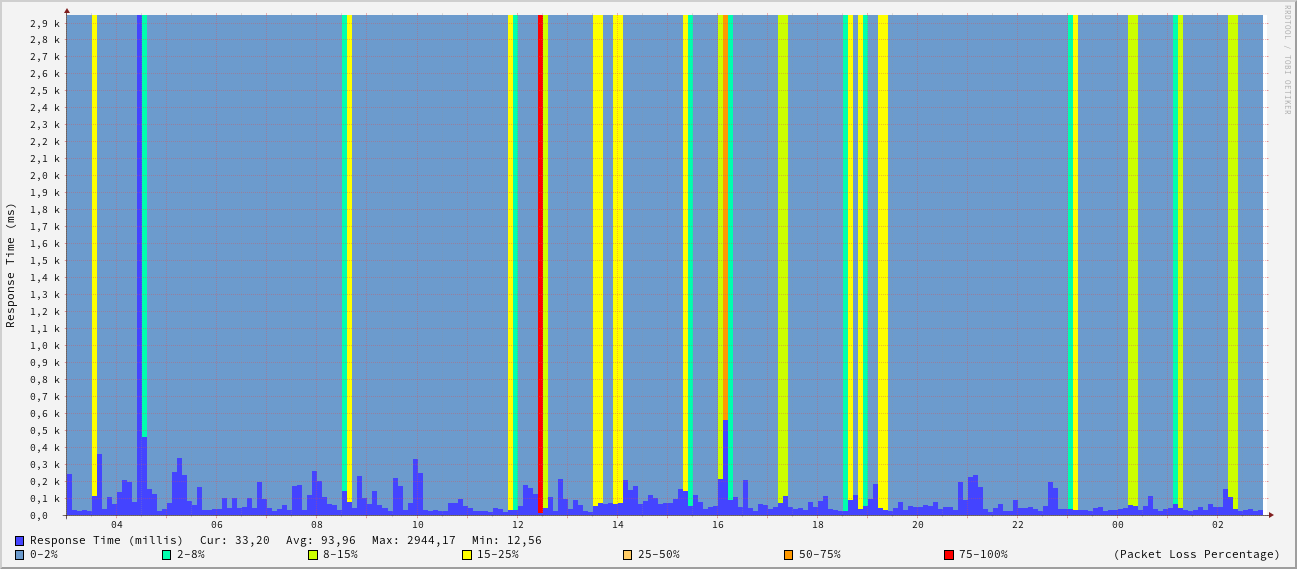 RRDTOOL / TOBI OETIKER
Response Time (ms)
2,9 k
2,8 k
2,7 k
2,6 k
2,5 k
2,4 k
2,3 k
2,2 k
2,1 k
2,0 k
1,9 k
1,8 k
1,7 k
1,6 k
1,5 k
1,4 k
1,3 k
1,2 k
1,1 k
1,0 k
0,9 k
0,8 k
0,7 k
0,6 k
0,5 k
0,4 k
0,3 k
0,2 k
0,1 k
0,0
04 06 08 10 12 14 16 18 20 22 00 02
Response Time (millis) Cur: 33,20 Avg: 93,96 Max: 2944,17 Min: 12,56
0-2% 2-8% 8-15% 15-25% 25-50% 50-75% 75-100% (Packet Loss Percentage)